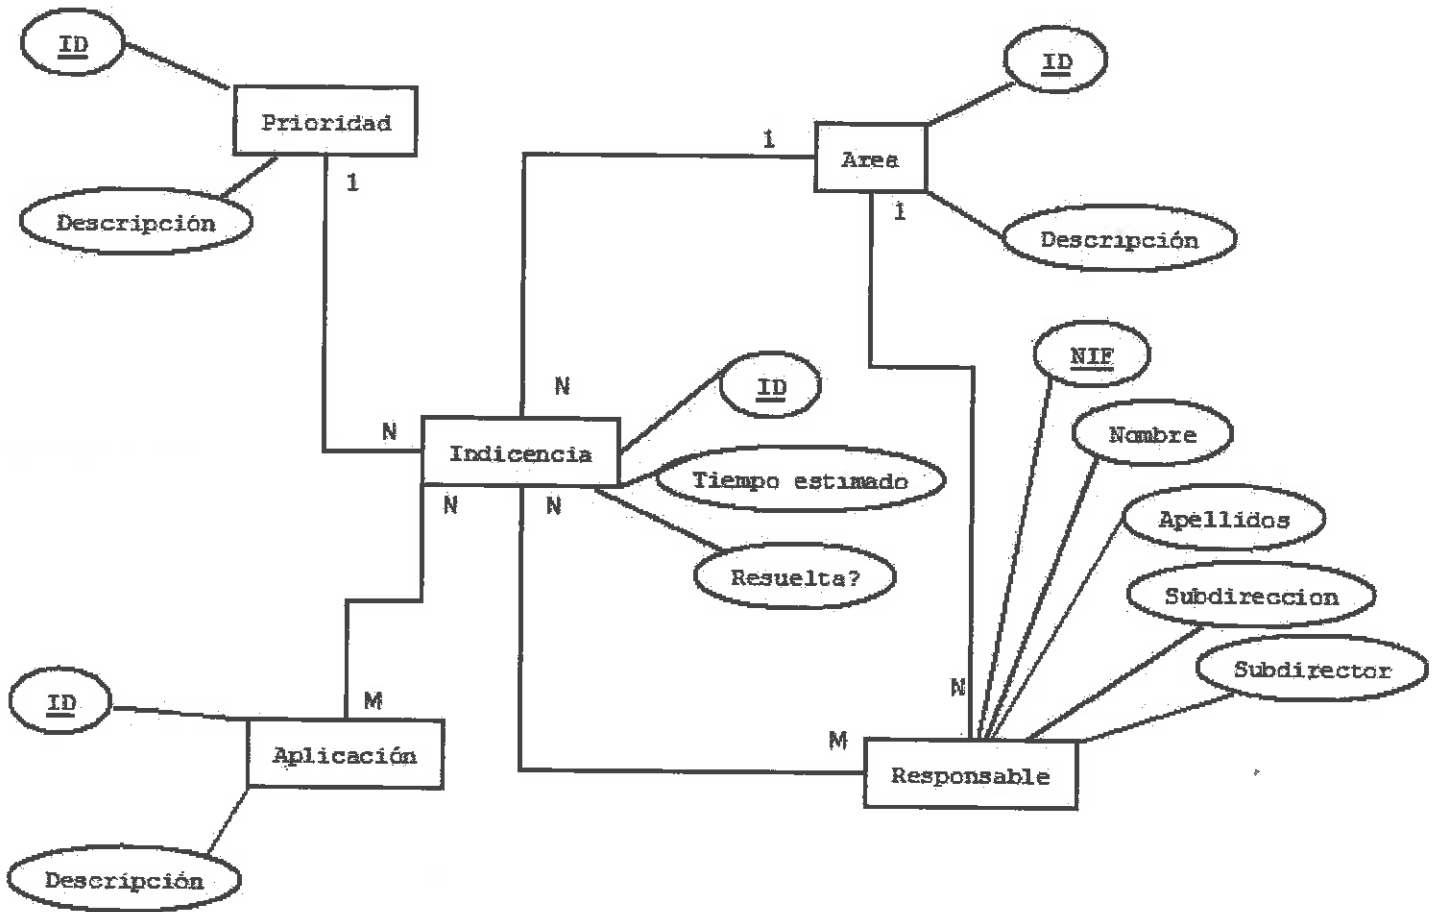 ID
Prioridad
1
Descripción
ID
1
Area
1
Descripción
NIF
ID
N
N
Indicencia
Nombre
Tiempo estimado
N
N
Apellidos
Resuelta?
Subdireccion
Subdirector
N
ID
M
M
Aplicación
Responsable
Descripción